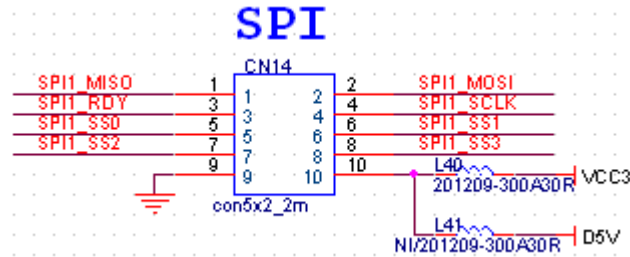 SPI
CN14
SPI1_MISO 1 1 2 2 SPI1_MOSI
SPI1_RDY 3 3 4 4 SPI1_SCLK
SPI1_SS0 5 5 6 6 SPI1_SS1
SPI1_SS2 7 7 8 8 SPI1_SS3
9 9 10 10
con5x2_2m
L40
201209-300A30R
VCC3
L41
NI/201209-300A30R
D5V